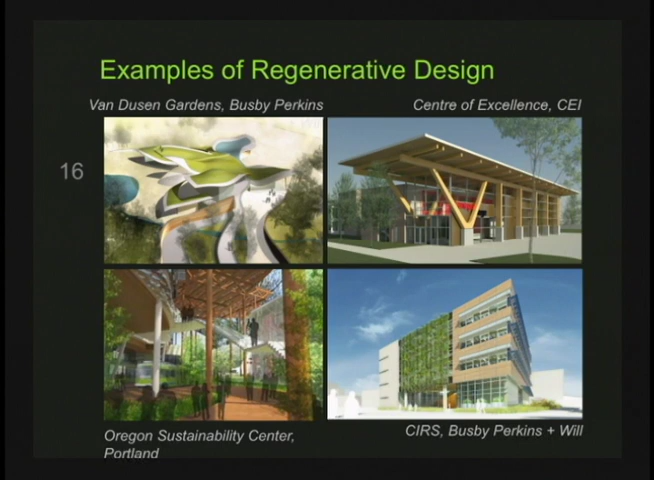 Examples of Regenerative Design
Van Dusen Gardens, Busby Perkins
Centre of Excellence, CEI
16
Oregon Sustainability Center,
Portland
CIRS, Busby Perkins + Will